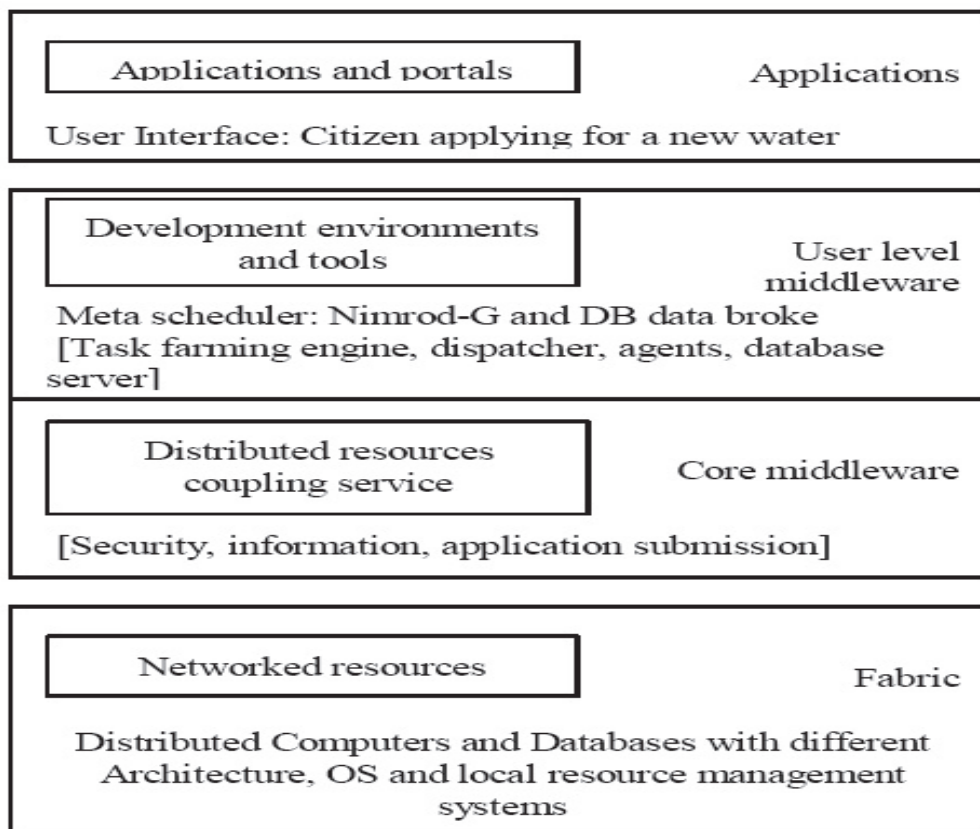 Applications and portals
Applications
User Interface: Citizen applying for a new water
Development environments
and tools
User level
middleware
Meta scheduler: Nimrod-G and DB data broke
[Task farming engine, dispatcher, agents, database
server]
Distributed resources
coupling service
Core middleware
[Security, information, application submission]
Networked resources
Fabric
Distributed Computers and Databases with different
Architecture, OS and local resource management
systems